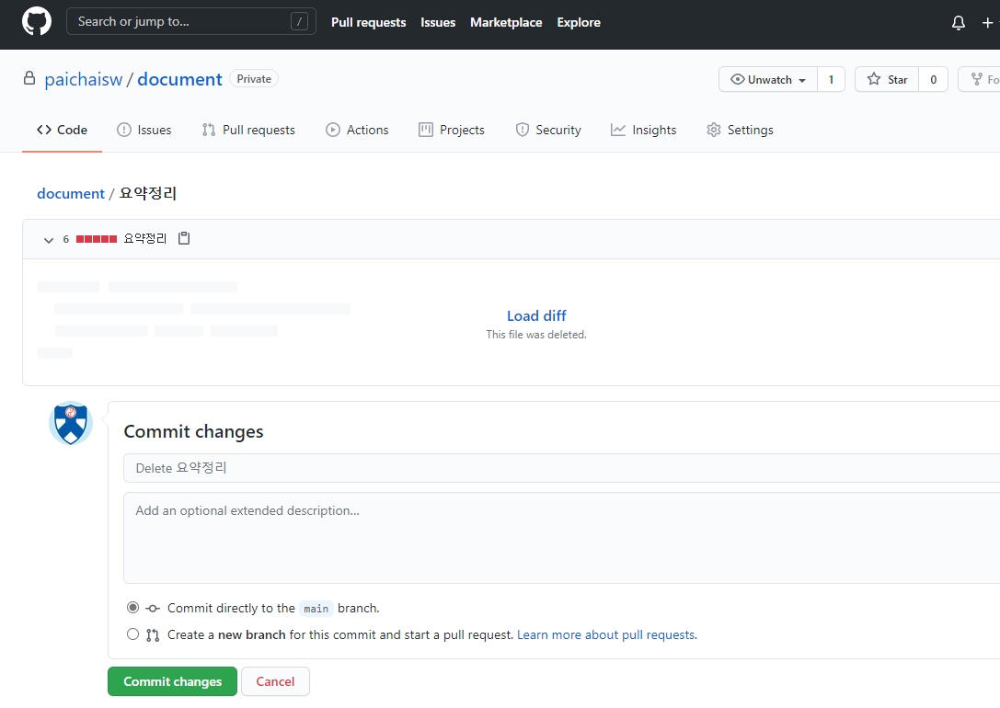 Search or jump to... /
Pull requests Issues Marketplace Explore
paichaisw / document Private
Unwatch 1 Star 0 Fo
Code Issues Pull requests Actions Projects Security Insights Settings
document / 요약정리
6 요약정리
Load diff
This file was deleted.
Commit changes
Delete 요약정리
Add an optional extended description...
Commit directly to the main branch.
Create a new branch for this commit and start a pull request. Learn more about pull requests.
Commit changes Cancel